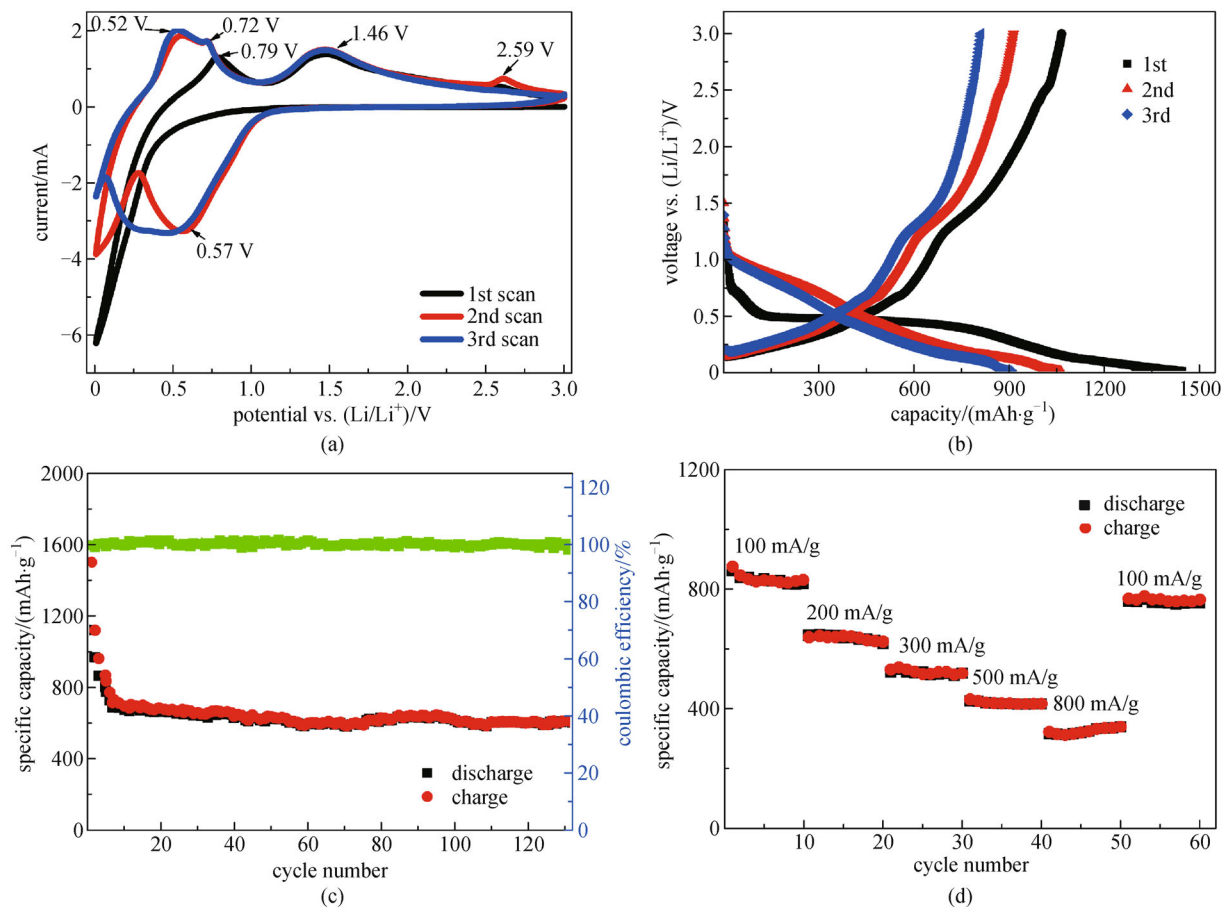 2
0
−2
−4
−6
current/mA
0.52 V
0.72 V
0.79 V
1.46 V
2.59 V
0.57 V
1st scan
2nd scan
3rd scan
0 0.5 1.0 1.5 2.0 2.5 3.0
potential vs. (Li/Li⁺)/V
(a)
3.0
2.5
2.0
1.5
1.0
0.5
0
voltage vs. (Li/Li⁺)/V
1st
2nd
3rd
300 600 900 1200 1500
capacity/(mAh·g⁻¹)
(b)
2000
1600
1200
800
400
0
specific capacity/(mAh·g⁻¹)
120
100
80
60
40
20
0
coulombic efficiency/%
discharge
charge
20 40 60 80 100 120
cycle number
(c)
1200
800
400
0
specific capacity/(mAh·g⁻¹)
discharge
charge
100 mA/g
200 mA/g
300 mA/g
500 mA/g
800 mA/g
100 mA/g
10 20 30 40 50 60
cycle number
(d)